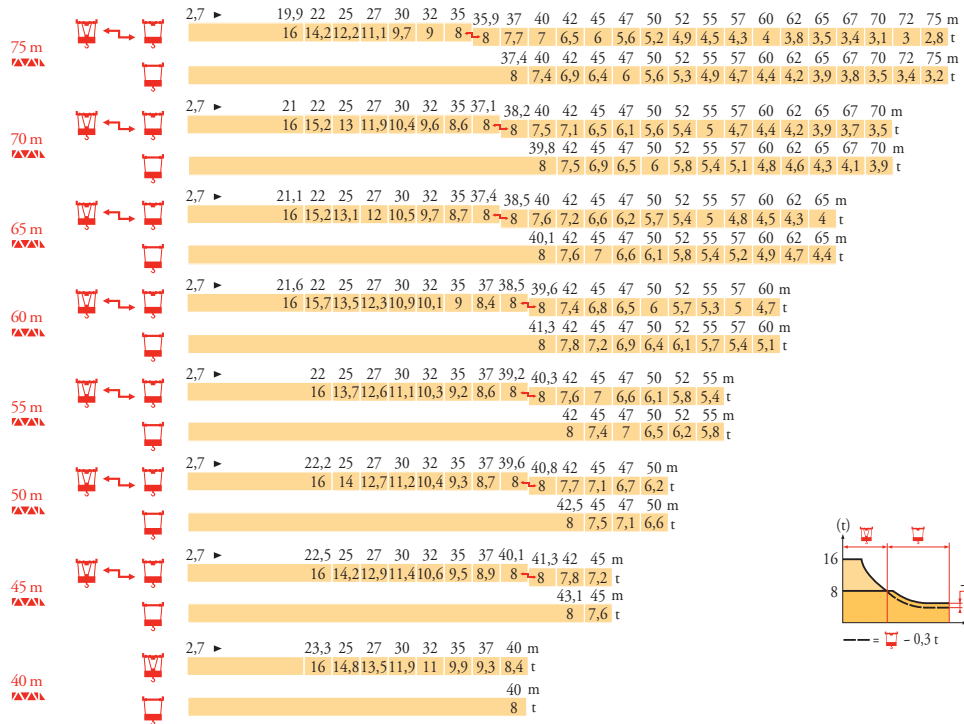 75 m
2,7 ► 19,9 22 25 27 30 32 35 35,9 37 40 42 45 47 50 52 55 57 60 62 65 67 70 72 75 m
16 14,2 12,2 11,1 9,7 9 8 8 7,7 7 6,5 6 5,6 5,2 4,9 4,5 4,3 4 3,8 3,5 3,4 3,1 3 2,8 t
37,4 40 42 45 47 50 52 55 57 60 62 65 67 70 72 75 m
8 7,4 6,9 6,4 6 5,6 5,3 4,9 4,7 4,4 4,2 3,9 3,8 3,5 3,4 3,2 t
70 m
2,7 ► 21 22 25 27 30 32 35 37,1 38,2 40 42 45 47 50 52 55 57 60 62 65 67 70 m
16 15,2 13 11,9 10,4 9,6 8,6 8 8 7,5 7,1 6,5 6,1 5,6 5,4 5 4,7 4,4 4,2 3,9 3,7 3,5 t
39,8 42 45 47 50 52 55 57 60 62 65 67 70 m
8 7,5 6,9 6,5 6 5,8 5,4 5,1 4,8 4,6 4,3 4,1 3,9 t
65 m
2,7 ► 21,1 22 25 27 30 32 35 37,4 38,5 40 42 45 47 50 52 55 57 60 62 65 m
16 15,2 13,1 12 10,5 9,7 8,7 8 8 7,6 7,2 6,6 6,2 5,7 5,4 5 4,8 4,5 4,3 4 t
40,1 42 45 47 50 52 55 57 60 62 65 m
8 7,6 7 6,6 6,1 5,8 5,4 5,2 4,9 4,7 4,4 t
60 m
2,7 ► 21,6 22 25 27 30 32 35 37 38,5 39,6 42 45 47 50 52 55 57 60 m
16 15,7 13,5 12,3 10,9 10,1 9 8,4 8 8 7,4 6,8 6,5 6 5,7 5,3 5 4,7 t
41,3 42 45 47 50 52 55 57 60 m
8 7,8 7,2 6,9 6,4 6,1 5,7 5,4 5,1 t
55 m
2,7 ► 22 25 27 30 32 35 37 39,2 40,3 42 45 47 50 52 55 m
16 13,7 12,6 11,1 10,3 9,2 8,6 8 8 7,6 7 6,6 6,1 5,8 5,4 t
42 45 47 50 52 55 m
8 7,4 7 6,5 6,2 5,8 t
50 m
2,7 ► 22,2 25 27 30 32 35 37 39,6 40,8 42 45 47 50 m
16 14 12,7 11,2 10,4 9,3 8,7 8 8 7,7 7,1 6,7 6,2 t
42,5 45 47 50 m
8 7,5 7,1 6,6 t
45 m
2,7 ► 22,5 25 27 30 32 35 37 40,1 41,3 42 45 m
16 14,2 12,9 11,4 10,6 9,5 8,9 8 8 7,8 7,2 t
43,1 45 m
8 7,6 t
40 m
2,7 ► 23,3 25 27 30 32 35 37 40 m
16 14,8 13,5 11,9 11 9,9 9,3 8,4 t
40 m
8 t
(t)
16
8
= – 0,3 t